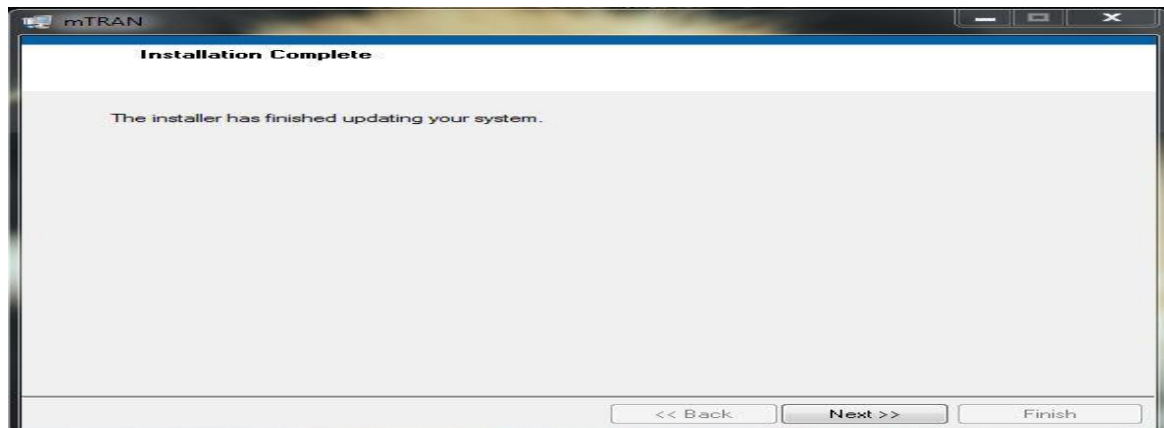 mTRAN
Installation Complete
The installer has finished updating your system.
<< Back Next >> Finish